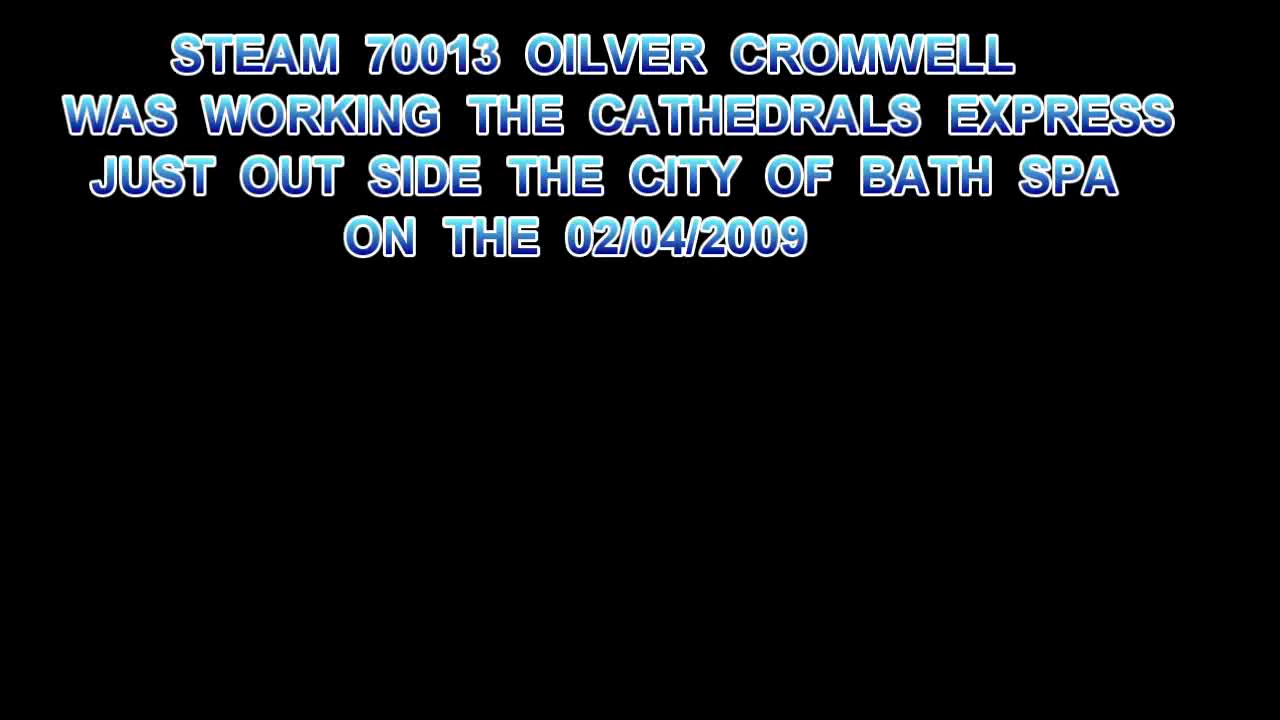 STEAM 70013 OILVER CROMWELL
WAS WORKING THE CATHEDRALS EXPRESS
JUST OUT SIDE THE CITY OF BATH SPA
ON THE 02/04/2009